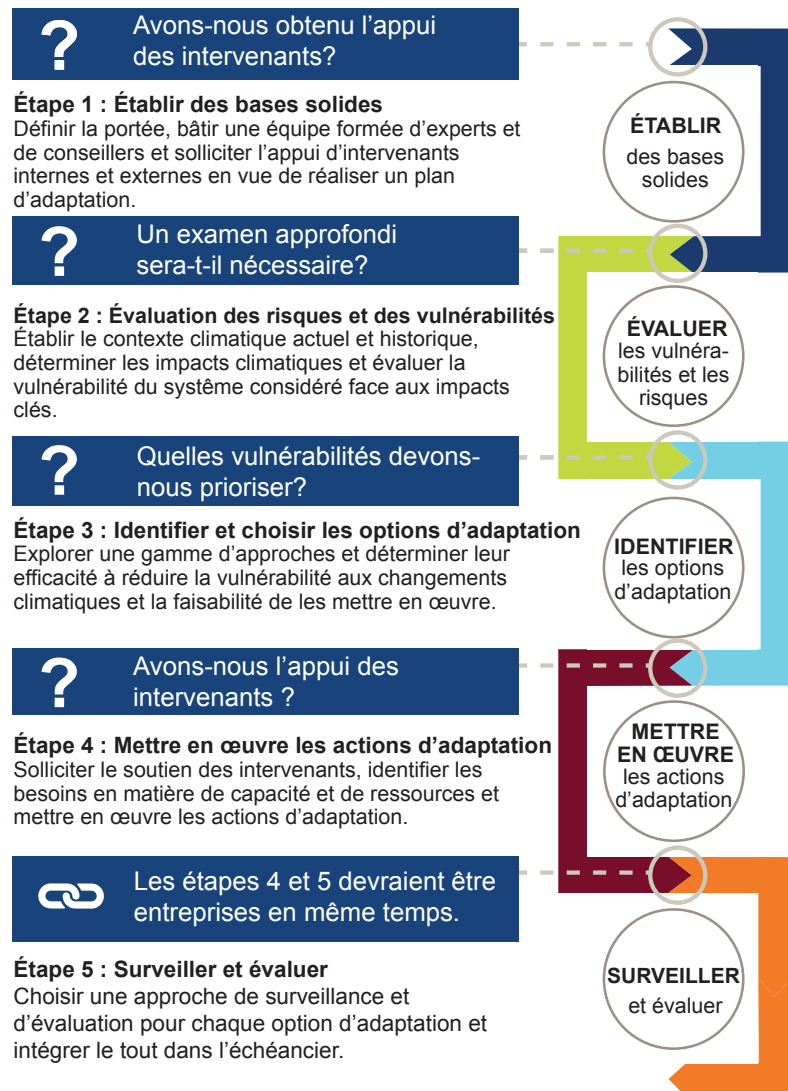 ?
Avons-nous obtenu l'appui
des intervenants?
Étape 1 : Établir des bases solides
Définir la portée, bâtir une équipe formée d'experts et
de conseillers et solliciter l'appui d'intervenants
internes et externes en vue de réaliser un plan
d'adaptation.
ÉTABLIR
des bases
solides
?
Un examen approfondi
sera-t-il nécessaire?
Étape 2 : Évaluation des risques et des vulnérabilités
Établir le contexte climatique actuel et historique,
déterminer les impacts climatiques et évaluer la
vulnérabilité du système considéré face aux impacts
clés.
ÉVALUER
les vulnéra-
bilités et les
risques
?
Quelles vulnérabilités devons-
nous prioriser?
Étape 3 : Identifier et choisir les options d'adaptation
Explorer une gamme d'approches et déterminer leur
efficacité à réduire la vulnérabilité aux changements
climatiques et la faisabilité de les mettre en œuvre.
IDENTIFIER
les options
d'adaptation
?
Avons-nous l'appui des
intervenants ?
Étape 4 : Mettre en œuvre les actions d'adaptation
Solliciter le soutien des intervenants, identifier les
besoins en matière de capacité et de ressources et
mettre en œuvre les actions d'adaptation.
METTRE
EN ŒUVRE
les actions
d'adaptation
Les étapes 4 et 5 devraient être
entreprises en même temps.
Étape 5 : Surveiller et évaluer
Choisir une approche de surveillance et
d'évaluation pour chaque option d'adaptation et
intégrer le tout dans l'échéancier.
SURVEILLER
et évaluer